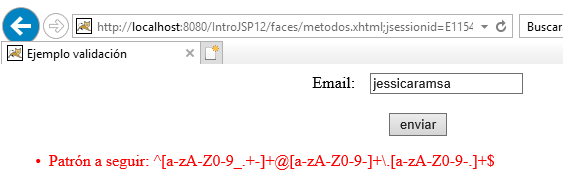 http://localhost:8080/IntroJSP12/faces/metodos.xhtml;jsessionid=E1154
Buscar
Ejemplo validación
Email: jessicaramsa
enviar
• Patrón a seguir: ^[a-zA-Z0-9_.+-]+@[a-zA-Z0-9-]+\.[a-zA-Z0-9-.]+$